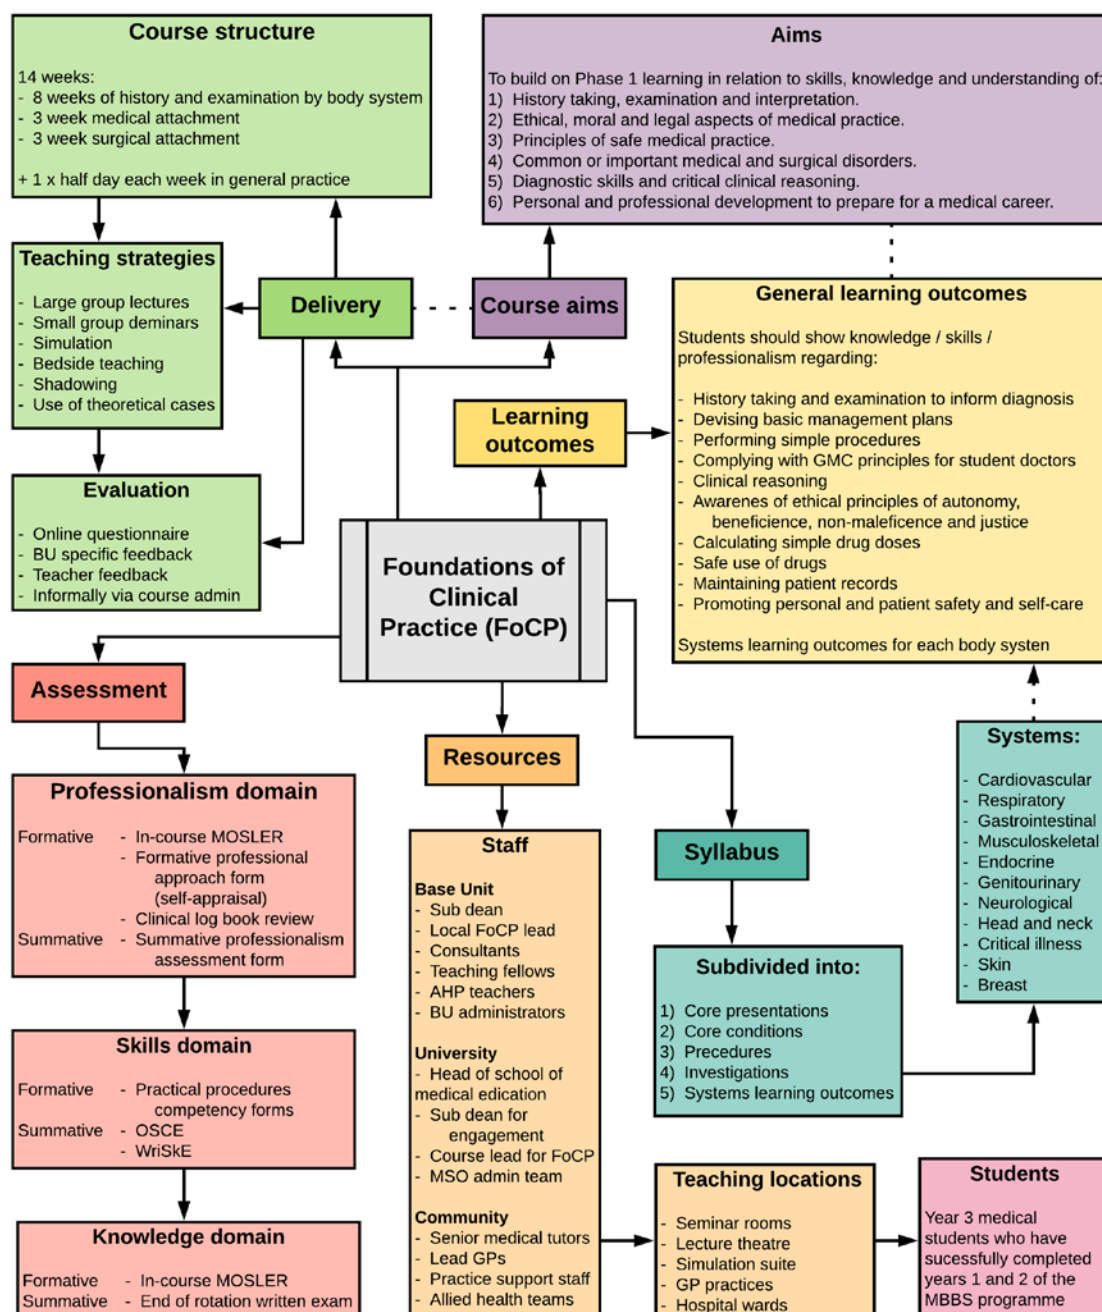 Course structure
14 weeks:
- 8 weeks of history and examination by body system
- 3 week medical attachment
- 3 week surgical attachment
+ 1 x half day each week in general practice
Aims
To build on Phase 1 learning in relation to skills, knowledge and understanding of:
1) History taking, examination and interpretation.
2) Ethical, moral and legal aspects of medical practice.
3) Principles of safe medical practice.
4) Common or important medical and surgical disorders.
5) Diagnostic skills and critical clinical reasoning.
6) Personal and professional development to prepare for a medical career.
Teaching strategies
- Large group lectures
- Small group deminars
- Simulation
- Bedside teaching
- Shadowing
- Use of theoretical cases
Delivery
Course aims
General learning outcomes
Students should show knowledge / skills /
professionalism regarding:
- History taking and examination to inform diagnosis
- Devising basic management plans
- Performing simple procedures
- Complying with GMC principles for student doctors
- Clinical reasoning
- Awarenes of ethical principles of autonomy,
beneficience, non-maleficence and justice
- Calculating simple drug doses
- Safe use of drugs
- Maintaining patient records
- Promoting personal and patient safety and self-care
Systems learning outcomes for each body systen
Learning
outcomes
Evaluation
- Online questionnaire
- BU specific feedback
- Teacher feedback
- Informally via course admin
Foundations of
Clinical
Practice (FoCP)
Assessment
Professionalism domain
Formative - In-course MOSLER
- Formative professional
approach form
(self-appraisal)
- Clinical log book review
Summative - Summative professionalism
assessment form
Skills domain
Formative - Practical procedures
competency forms
Summative - OSCE
- WriSkE
Knowledge domain
Formative - In-course MOSLER
Summative - End of rotation written exam
Resources
Staff
Base Unit
- Sub dean
- Local FoCP lead
- Consultants
- Teaching fellows
- AHP teachers
- BU administrators
University
- Head of school of
medical edication
- Sub dean for
engagement
- Course lead for FoCP
- MSO admin team
Community
- Senior medical tutors
- Lead GPs
- Practice support staff
- Allied health teams
Syllabus
Subdivided into:
1) Core presentations
2) Core conditions
3) Precedures
4) Investigations
5) Systems learning outcomes
Systems:
- Cardiovascular
- Respiratory
- Gastrointestinal
- Musculoskeletal
- Endocrine
- Genitourinary
- Neurological
- Head and neck
- Critical illness
- Skin
- Breast
Teaching locations
- Seminar rooms
- Lecture theatre
- Simulation suite
- GP practices
- Hospital wards
Students
Year 3 medical
students who have
sucessfully completed
years 1 and 2 of the
MBBS programme